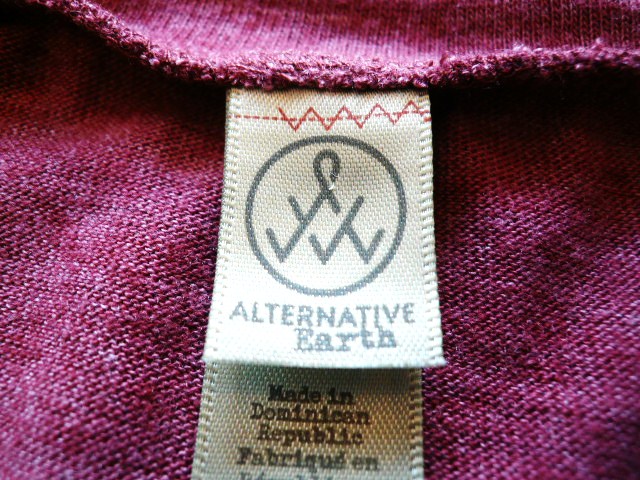 ALTERNATIVE
Earth
Made in
Dominican
Republic
Fabriqué en